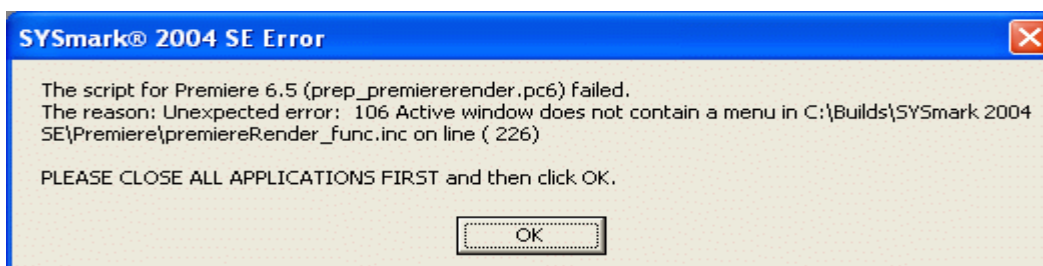 SYSmark® 2004 SE Error
The script for Premiere 6.5 (prep_premiererender.pc6) failed.
The reason: Unexpected error:  106 Active window does not contain a menu in C:\Builds\SYSmark 2004
SE\Premiere\premiereRender_func.inc on line ( 226)
PLEASE CLOSE ALL APPLICATIONS FIRST and then click OK.
OK